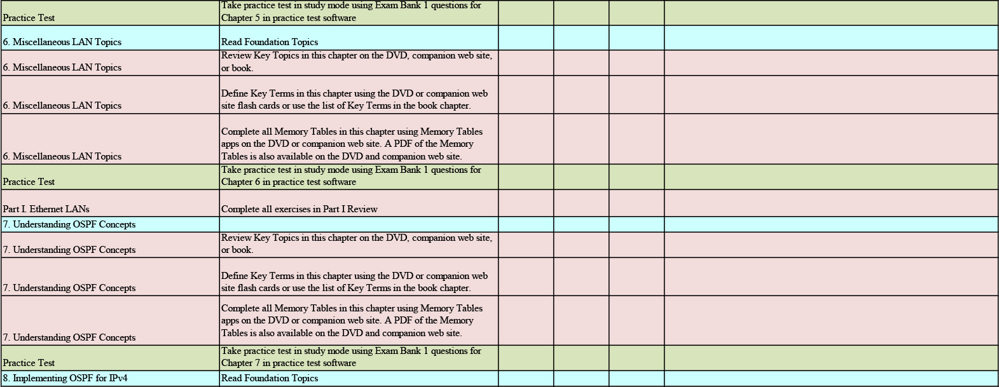 Take practice test in study mode using Exam Bank 1 questions for
Practice Test
Chapter 5 in practice test software
6. Miscellaneous LAN Topics
Read Foundation Topics
Review Key Topics in this chapter on the DVD, companion web site,
6. Miscellaneous LAN Topics
or book.
Define Key Terms in this chapter using the DVD or companion web
6. Miscellaneous LAN Topics
site flash cards or use the list of Key Terms in the book chapter.
Complete all Memory Tables in this chapter using Memory Tables
apps on the DVD or companion web site. A PDF of the Memory
6. Miscellaneous LAN Topics
Tables is also available on the DVD and companion web site.
Take practice test in study mode using Exam Bank 1 questions for
Practice Test
Chapter 6 in practice test software
Part I. Ethernet LANs
Complete all exercises in Part I Review
7. Understanding OSPF Concepts
Review Key Topics in this chapter on the DVD, companion web site,
7. Understanding OSPF Concepts
or book.
Define Key Terms in this chapter using the DVD or companion web
7. Understanding OSPF Concepts
site flash cards or use the list of Key Terms in the book chapter.
Complete all Memory Tables in this chapter using Memory Tables
apps on the DVD or companion web site. A PDF of the Memory
7. Understanding OSPF Concepts
Tables is also available on the DVD and companion web site.
Take practice test in study mode using Exam Bank 1 questions for
Practice Test
Chapter 7 in practice test software
8. Implementing OSPF for IPv4
Read Foundation Topics